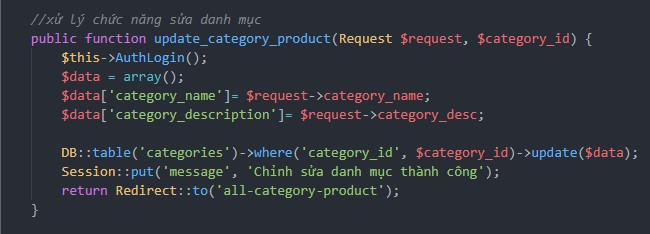 //xử lý chức năng sửa danh mục
public function update_category_product(Request $request, $category_id) {
$this->AuthLogin();
$data = array();
$data['category_name']= $request->category_name;
$data['category_description']= $request->category_desc;
DB::table('categories')->where('category_id', $category_id)->update($data);
Session::put('message', 'Chỉnh sửa danh mục thành công');
return Redirect::to('all-category-product');
}